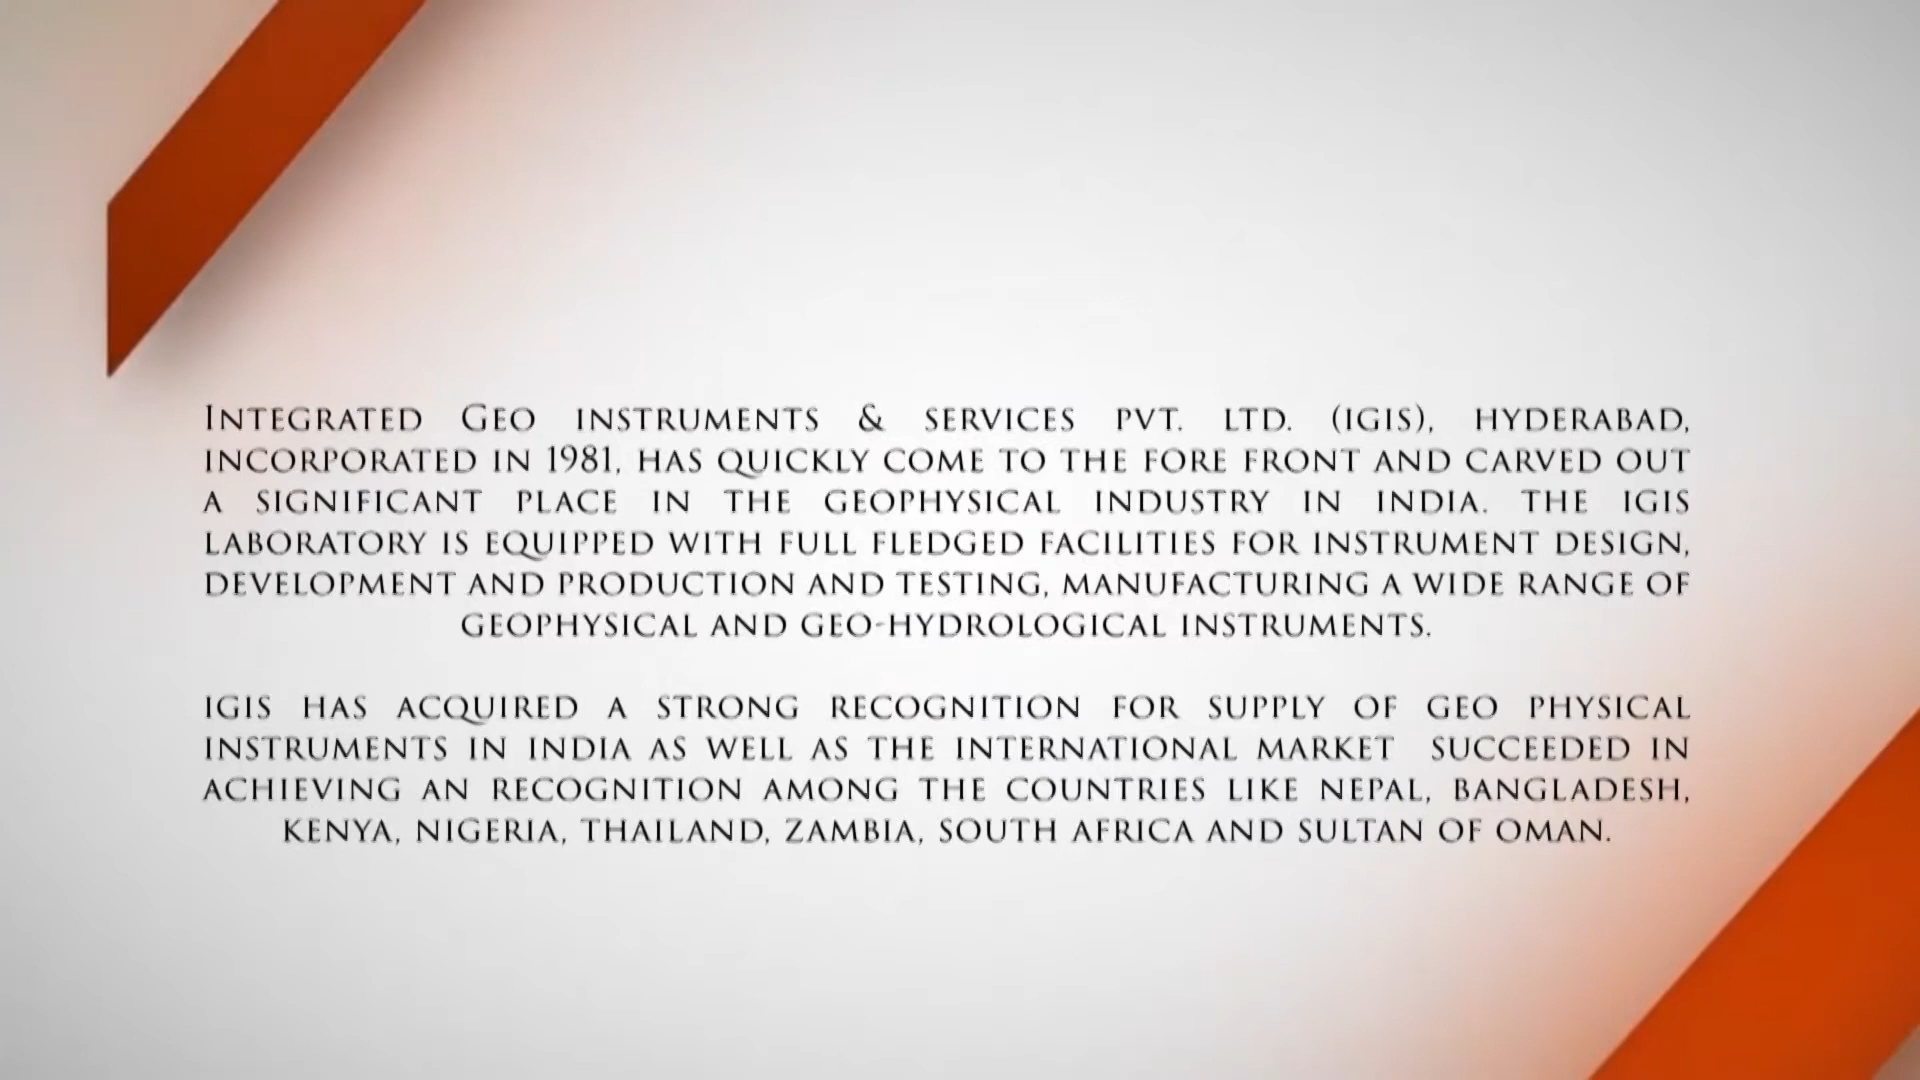 INTEGRATED GEO INSTRUMENTS & SERVICES PVT. LTD. (IGIS), HYDERABAD,
INCORPORATED IN 1981, HAS QUICKLY COME TO THE FORE FRONT AND CARVED OUT
A SIGNIFICANT PLACE IN THE GEOPHYSICAL INDUSTRY IN INDIA. THE IGIS
LABORATORY IS EQUIPPED WITH FULL FLEDGED FACILITIES FOR INSTRUMENT DESIGN,
DEVELOPMENT AND PRODUCTION AND TESTING, MANUFACTURING A WIDE RANGE OF
GEOPHYSICAL AND GEO-HYDROLOGICAL INSTRUMENTS.
IGIS HAS ACQUIRED A STRONG RECOGNITION FOR SUPPLY OF GEO PHYSICAL
INSTRUMENTS IN INDIA AS WELL AS THE INTERNATIONAL MARKET SUCCEEDED IN
ACHIEVING AN RECOGNITION AMONG THE COUNTRIES LIKE NEPAL, BANGLADESH,
KENYA, NIGERIA, THAILAND, ZAMBIA, SOUTH AFRICA AND SULTAN OF OMAN.